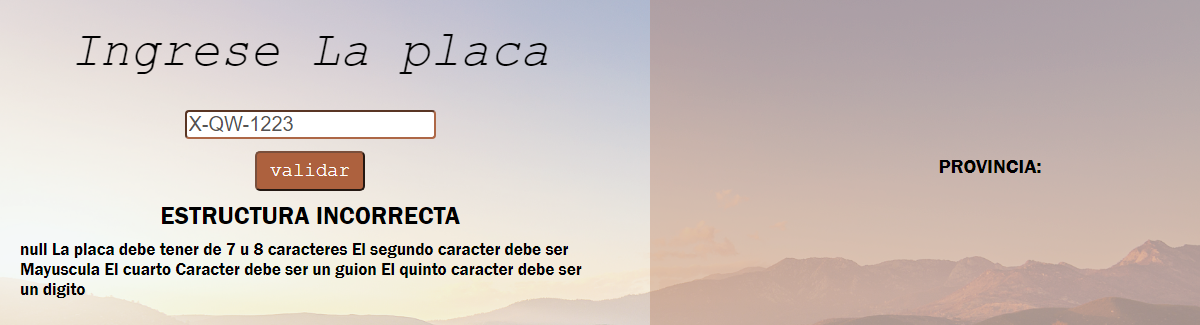 Ingrese La placa
X-QW-1223
validar
PROVINCIA:
ESTRUCTURA INCORRECTA
null La placa debe tener de 7 u 8 caracteres El segundo caracter debe ser
Mayuscula El cuarto Caracter debe ser un guion El quinto caracter debe ser
un digito